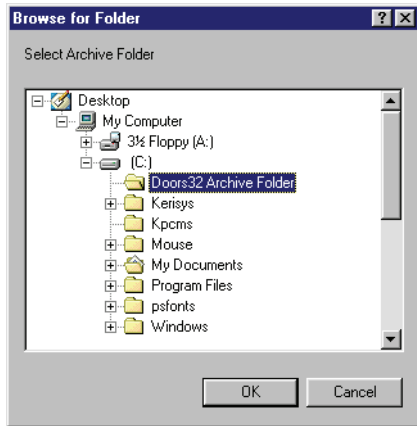 Browse for Folder
Select Archive Folder
Desktop
My Computer
3½ Floppy (A:)
(C:)
Doors32 Archive Folder
Kerisys
Kpcms
Mouse
My Documents
Program Files
psfonts
Windows
OK Cancel